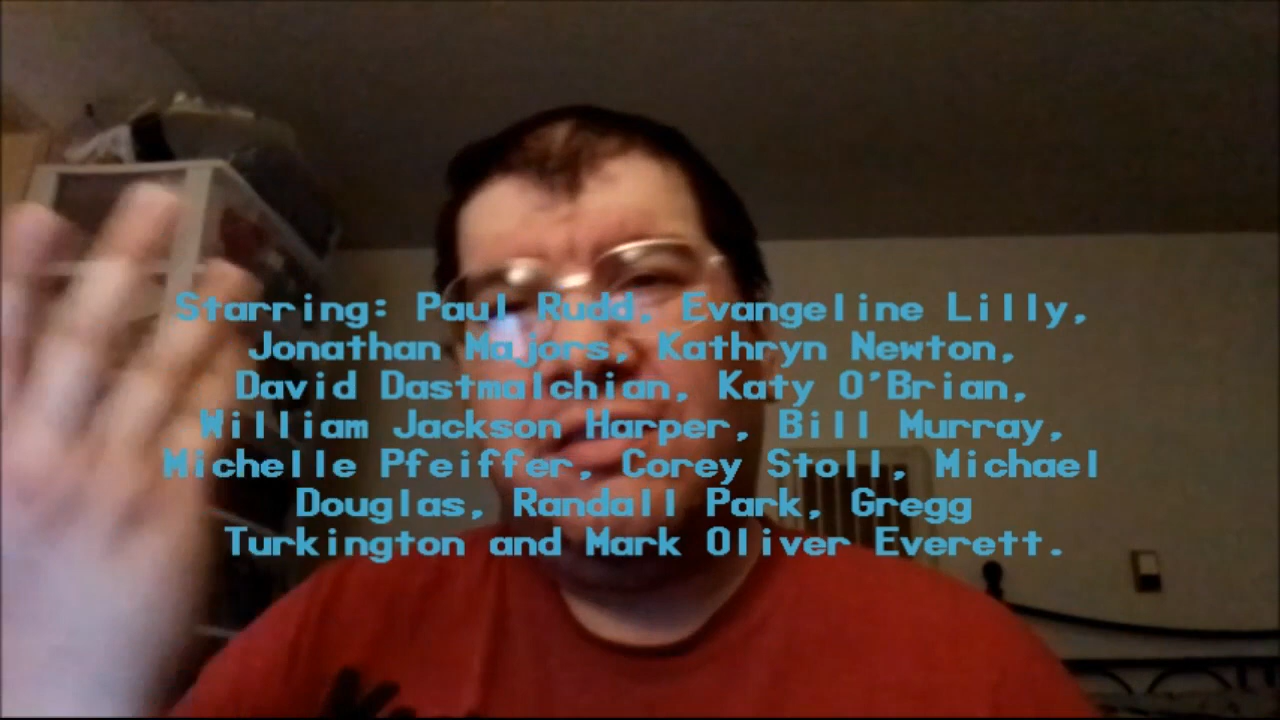 Starring: Paul Rudd, Evangeline Lilly,
Jonathan Majors, Kathryn Newton,
David Dastmalchian, Katy O'Brian,
William Jackson Harper, Bill Murray,
Michelle Pfeiffer, Corey Stoll, Michael
Douglas, Randall Park, Gregg
Turkington and Mark Oliver Everett.